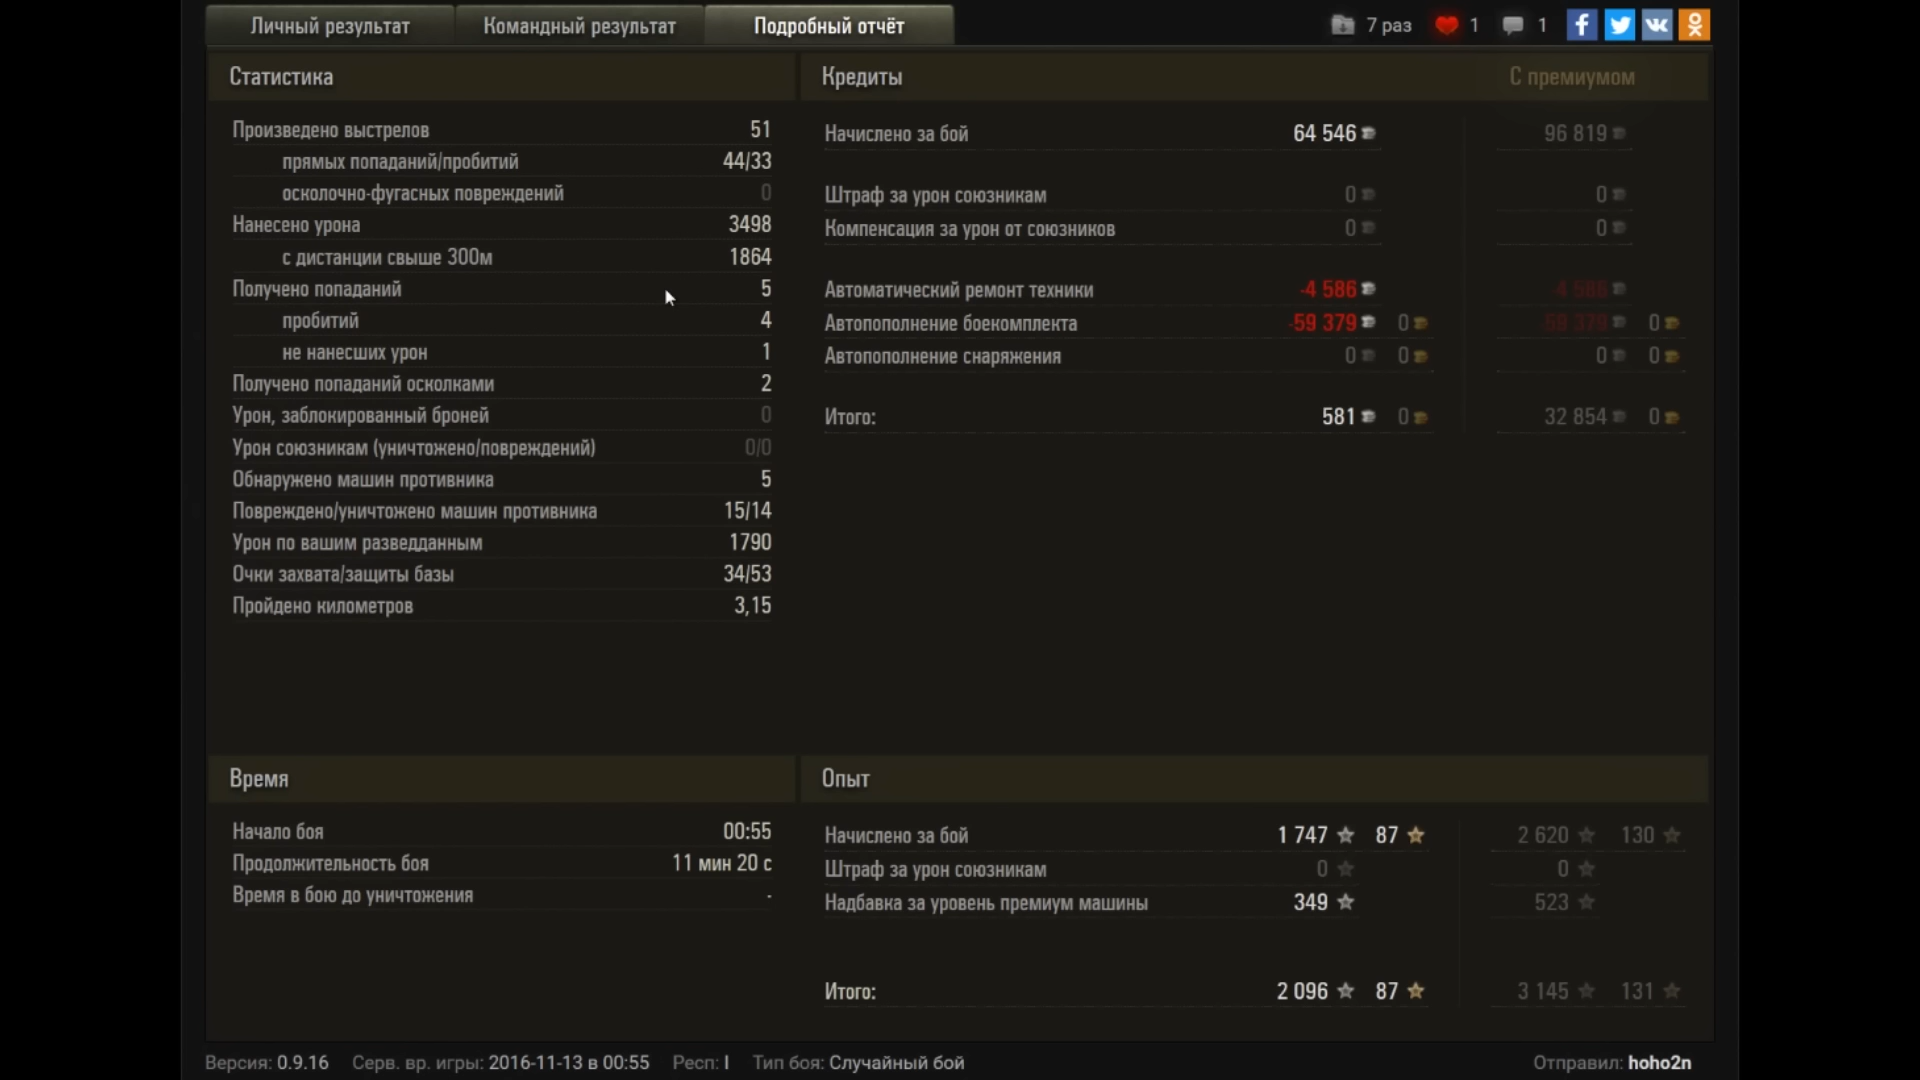 Личный результат Командный результат Подробный отчёт 7 раз 1 1
Статистика Кредиты С премиумом
Произведено выстрелов 51
прямых попаданий/пробитий 44/33
осколочно-фугасных повреждений 0
Нанесено урона 3498
с дистанции свыше 300м 1864
Получено попаданий 5
пробитий 4
не нанесших урон 1
Получено попаданий осколками 2
Урон, заблокированный броней 0
Урон союзникам (уничтожено/повреждений) 0/0
Обнаружено машин противника 5
Повреждено/уничтожено машин противника 15/14
Урон по вашим разведданным 1790
Очки захвата/защиты базы 34/53
Пройдено километров 3,15
Начислено за бой 64 546 96 819
Штраф за урон союзникам 0 0
Компенсация за урон от союзников 0 0
Автоматический ремонт техники -4 586 -4 586
Автопополнение боекомплекта -59 379 0 -59 379 0
Автопополнение снаряжения 0 0 0 0
Итого: 581 0 32 854 0
Время
Начало боя 00:55
Продолжительность боя 11 мин 20 с
Время в бою до уничтожения -
Опыт
Начислено за бой 1 747 87 2 620 130
Штраф за урон союзникам 0 0
Надбавка за уровень премиум машины 349 523
Итого: 2 096 87 3 145 131
Версия: 0.9.16 Серв. вр. игры: 2016-11-13 в 00:55 Респ: I Тип боя: Случайный бой Отправил: hoho2n